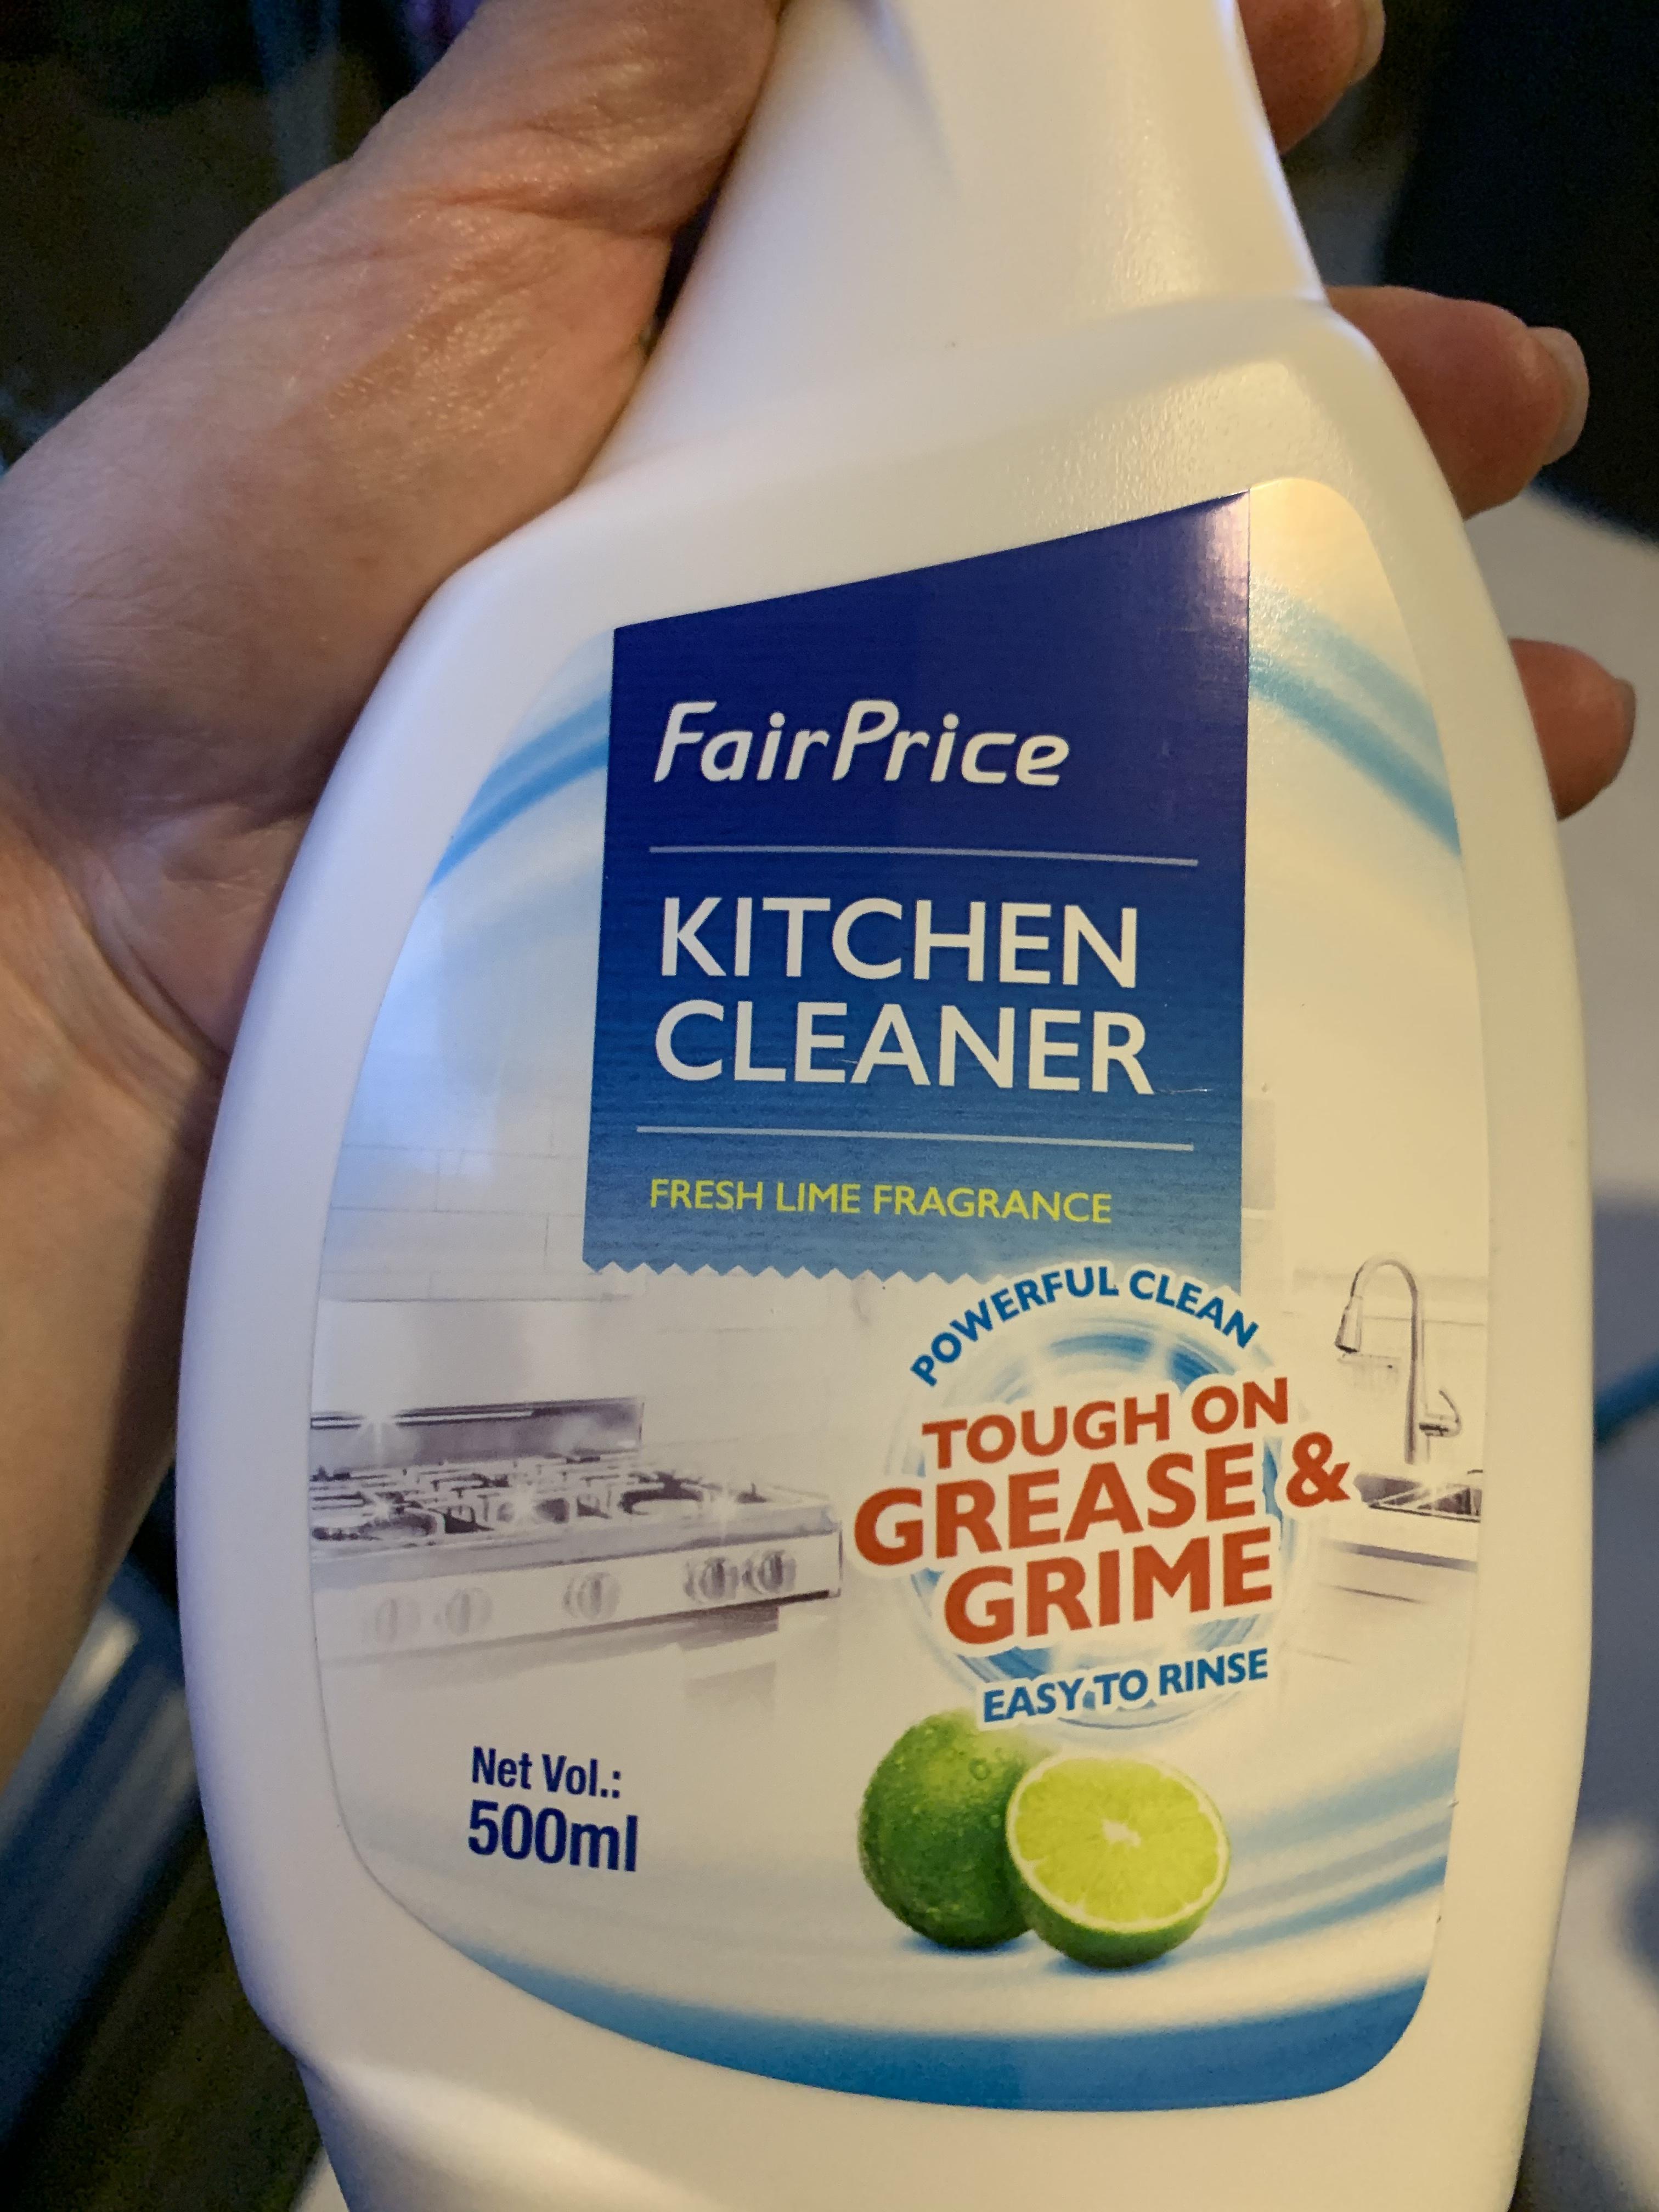 FairPrice
KITCHEN
CLEANER
FRESH LIME FRAGRANCE
POWERFUL CLEAN
TOUGH ON
GREASE &
GRIME
EASY TO RINSE
Net Vol.:
500ml